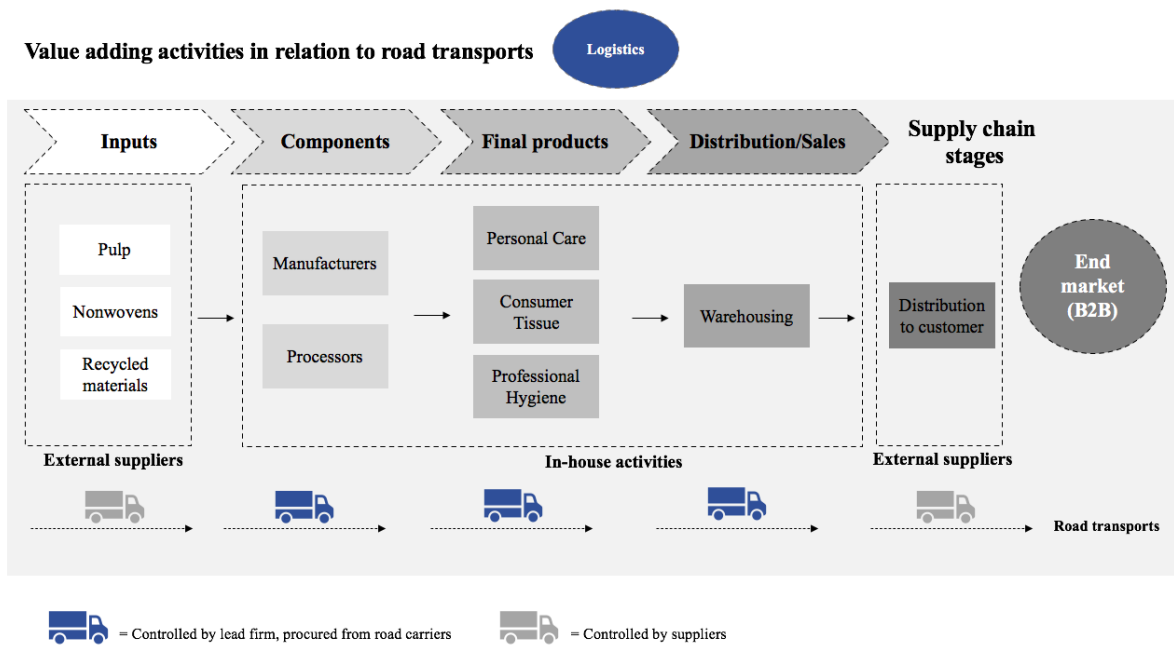 Value adding activities in relation to road transports
Logistics
Inputs
Components
Final products
Distribution/Sales
Supply chain
stages
Pulp
Nonwovens
Recycled
materials
Manufacturers
Processors
Personal Care
Consumer
Tissue
Professional
Hygiene
Warehousing
Distribution
to customer
End
market
(B2B)
External suppliers
In-house activities
External suppliers
Road transports
= Controlled by lead firm, procured from road carriers
= Controlled by suppliers